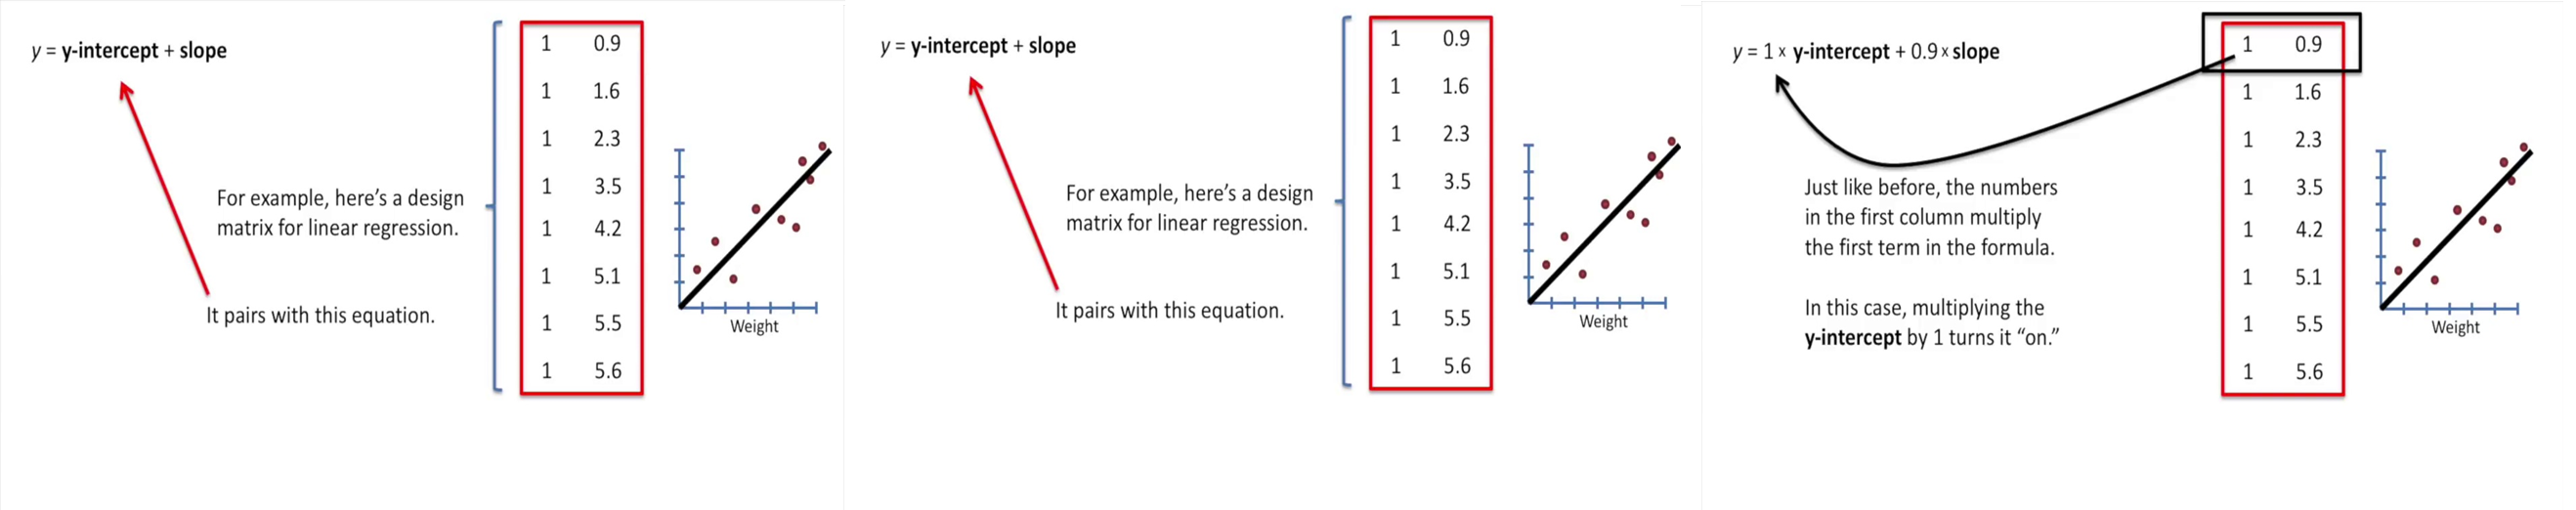 y = y-intercept + slope
1 0.9
1 1.6
1 2.3
1 3.5
1 4.2
1 5.1
1 5.5
1 5.6
For example, here's a design
matrix for linear regression.
It pairs with this equation.
Weight
y = y-intercept + slope
1 0.9
1 1.6
1 2.3
1 3.5
1 4.2
1 5.1
1 5.5
1 5.6
For example, here's a design
matrix for linear regression.
It pairs with this equation.
Weight
y = 1 x y-intercept + 0.9 x slope
1 0.9
1 1.6
1 2.3
1 3.5
1 4.2
1 5.1
1 5.5
1 5.6
Just like before, the numbers
in the first column multiply
the first term in the formula.
In this case, multiplying the
y-intercept by 1 turns it “on.”
Weight